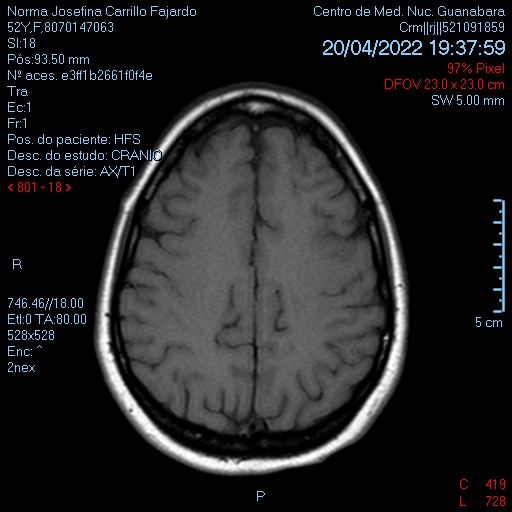 Norma Josefina Carrillo Fajardo
52Y,F,8070147063
Sl:18
Pós:93.50 mm
Nº aces. e3ff1b2661f0f4e
Tra
Ec:1
Fr:1
Pos. do paciente: HFS
Desc. do estudo: CRANIO
Desc. da série: AX/T1
< 801 - 18 >
Centro de Med. Nuc. Guanabara
Crm||rj||521091859
20/04/2022 19:37:59
97% Pixel
DFOV 23.0 x 23.0 cm
SW 5.00 mm
R
5 cm
746.46//18.00
Etl:0 TA:80.00
528x528
Enc: ^
2nex
P
C 419
L 728